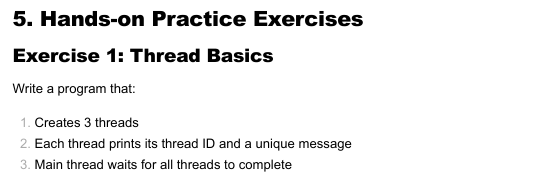 5. Hands-on Practice Exercises
Exercise 1: Thread Basics
Write a program that:
1. Creates 3 threads
2. Each thread prints its thread ID and a unique message
3. Main thread waits for all threads to complete